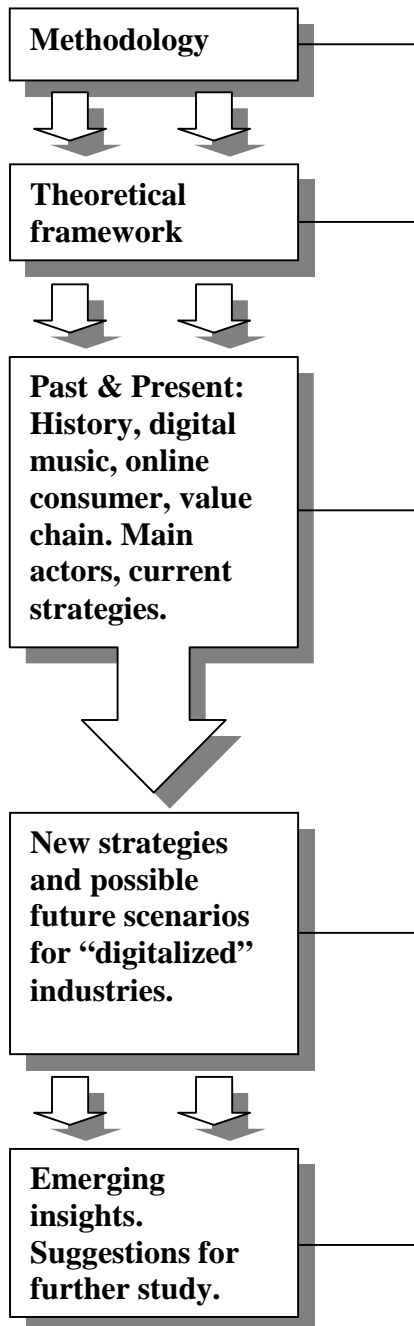 Methodology
Theoretical
framework
Past & Present:
History, digital
music, online
consumer, value
chain. Main
actors, current
strategies.
New strategies
and possible
future scenarios
for “digitalized”
industries.
Emerging
insights.
Suggestions for
further study.